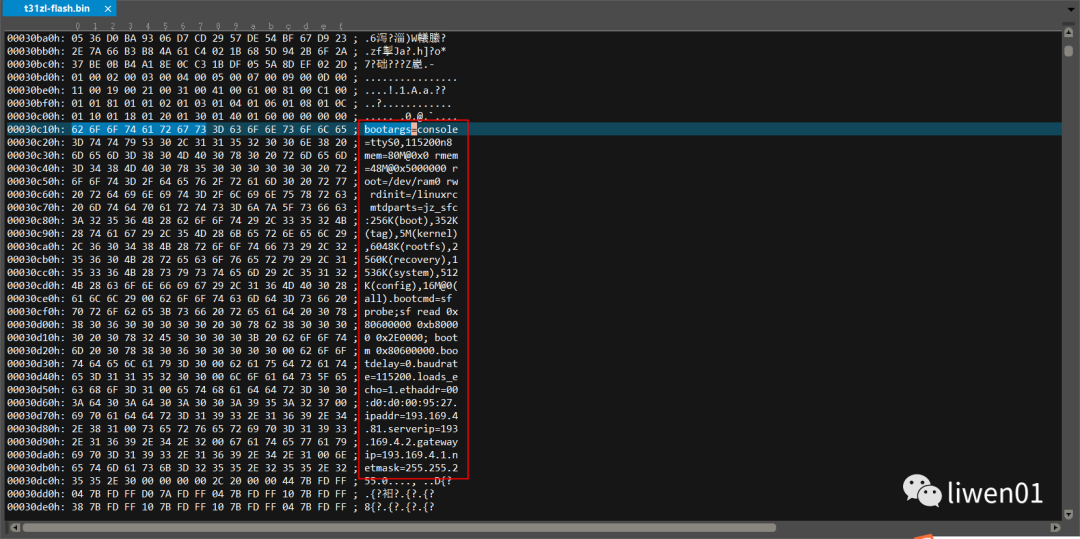 t31zl-flash.bin ×
0 1 2 3 4 5 6 7 8 9 a b c d e f
00030ba0h: 05 36 D0 BA 93 06 D7 CD 29 57 DE 54 BF 67 D9 23 ; .6泻?淄)W轙縢?
00030bb0h: 2E 7A 66 B3 B8 4A 61 C4 02 1B 68 5D 94 2B 6F 2A ; .zf掣Ja?.h]?o*
00030bc0h: 37 BE 0B B4 A1 8E 0C C3 1B DF 05 5A 8D EF 02 2D ;
00030bd0h: 01 00 02 00 03 00 04 00 05 00 07 00 09 00 0D 00 ; ................
00030be0h: 11 00 19 00 21 00 31 00 41 00 61 00 81 00 C1 00 ; ....!.1.A.a.??
00030bf0h: 01 01 81 01 01 02 01 03 01 04 01 06 01 08 01 0C ; ..?............
00030c00h: 01 10 01 18 01 20 01 30 01 40 01 60 00 00 00 00 ; ..... .0.@.`....
00030c10h: 62 6F 6F 74 61 72 67 73 3D 63 6F 6E 73 6F 6C 65 ; bootargs=console
00030c20h: 3D 74 74 79 53 30 2C 31 31 35 32 30 30 6E 38 20 ; =ttyS0,115200n8
00030c30h: 6D 65 6D 3D 38 30 4D 40 30 78 30 20 72 6D 65 6D ; mem=80M@0x0 rmem
00030c40h: 3D 34 38 4D 40 30 78 35 30 30 30 30 30 30 20 72 ; =48M@0x5000000 r
00030c50h: 6F 6F 74 3D 2F 64 65 76 2F 72 61 6D 30 20 72 77 ; oot=/dev/ram0 rw
00030c60h: 20 72 64 69 6E 69 74 3D 2F 6C 69 6E 75 78 72 63 ; rdinit=/linuxrc
00030c70h: 20 6D 74 64 70 61 72 74 73 3D 6A 7A 5F 73 66 63 ; mtdparts=jz_sfc
00030c80h: 3A 32 35 36 4B 28 62 6F 6F 74 29 2C 33 35 32 4B ; :256K(boot),352K
00030c90h: 28 74 61 67 29 2C 35 4D 28 6B 65 72 6E 65 6C 29 ; (tag),5M(kernel)
00030ca0h: 2C 36 30 34 38 4B 28 72 6F 6F 74 66 73 29 2C 32 ; ,6048K(rootfs),2
00030cb0h: 35 36 30 4B 28 72 65 63 6F 76 65 72 79 29 2C 31 ; 560K(recovery),1
00030cc0h: 35 33 36 4B 28 73 79 73 74 65 6D 29 2C 35 31 32 ; 536K(system),512
00030cd0h: 4B 28 63 6F 6E 66 69 67 29 2C 31 36 4D 40 30 28 ; K(config),16M@0(
00030ce0h: 61 6C 6C 29 00 62 6F 6F 74 63 6D 64 3D 73 66 20 ; all).bootcmd=sf
00030cf0h: 70 72 6F 62 65 3B 73 66 20 72 65 61 64 20 30 78 ; probe;sf read 0x
00030d00h: 38 30 36 30 30 30 30 30 20 30 78 62 38 30 30 30 ; 80600000 0xb8000
00030d10h: 30 20 30 78 32 45 30 30 30 30 3B 20 62 6F 6F 74 ; 0 0x2E0000; boot
00030d20h: 6D 20 30 78 38 30 36 30 30 30 30 30 00 62 6F 6F ; m 0x80600000.boo
00030d30h: 74 64 65 6C 61 79 3D 30 00 62 61 75 64 72 61 74 ; tdelay=0.baudrat
00030d40h: 65 3D 31 31 35 32 30 30 00 6C 6F 61 64 73 5F 65 ; e=115200.loads_e
00030d50h: 63 68 6F 3D 31 00 65 74 68 61 64 64 72 3D 30 30 ; cho=1.ethaddr=00
00030d60h: 3A 64 30 3A 64 30 3A 30 30 3A 39 35 3A 32 37 00 ; :d0:d0:00:95:27.
00030d70h: 69 70 61 64 64 72 3D 31 39 33 2E 31 36 39 2E 34 ; ipaddr=193.169.4
00030d80h: 2E 38 31 00 73 65 72 76 65 72 69 70 3D 31 39 33 ; .81.serverip=193
00030d90h: 2E 31 36 39 2E 34 2E 32 00 67 61 74 65 77 61 79 ; .169.4.2.gateway
00030da0h: 69 70 3D 31 39 33 2E 31 36 39 2E 34 2E 31 00 6E ; ip=193.169.4.1.n
00030db0h: 65 74 6D 61 73 6B 3D 32 35 35 2E 32 35 35 2E 32 ; etmask=255.255.2
00030dc0h: 35 35 2E 30 00 00 00 00 2C 20 00 00 44 7B FD FF ; 55.0...., ..D{?
00030dd0h: 04 7B FD FF D0 7A FD FF 04 7B FD FF 10 7B FD FF ; .{?衻?.{?.{?
00030de0h: 38 7B FD FF 10 7B FD FF 10 7B FD FF 04 7B FD FF ; 8{?.{?.{?.{?
liwen01